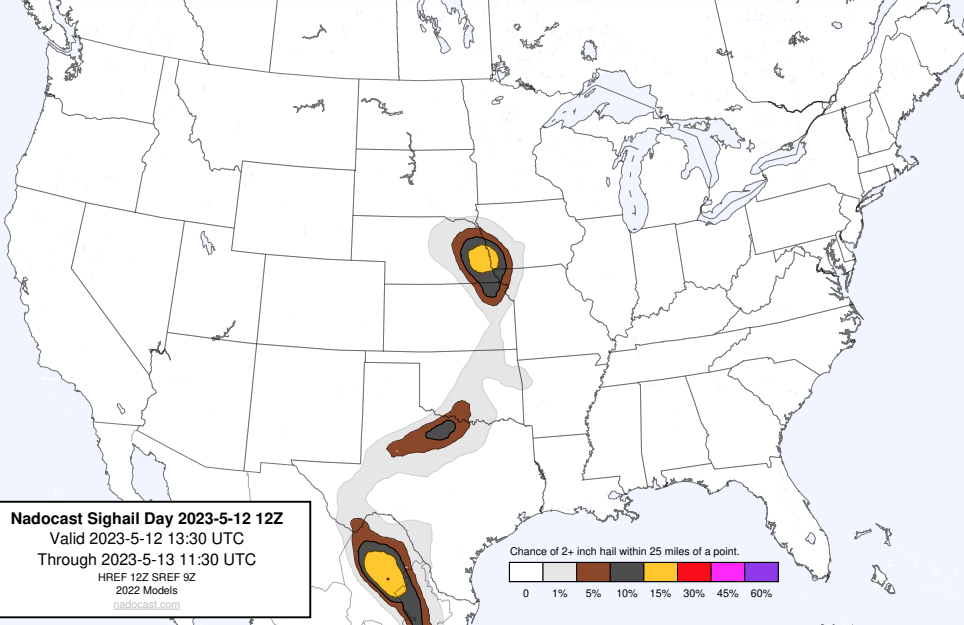 Nadocast Sighail Day 2023-5-12 12Z
Valid 2023-5-12 13:30 UTC
Through 2023-5-13 11:30 UTC
HREF 12Z SREF 9Z
2022 Models
nadocast.com
Chance of 2+ inch hail within 25 miles of a point.
0 1% 5% 10% 15% 30% 45% 60%